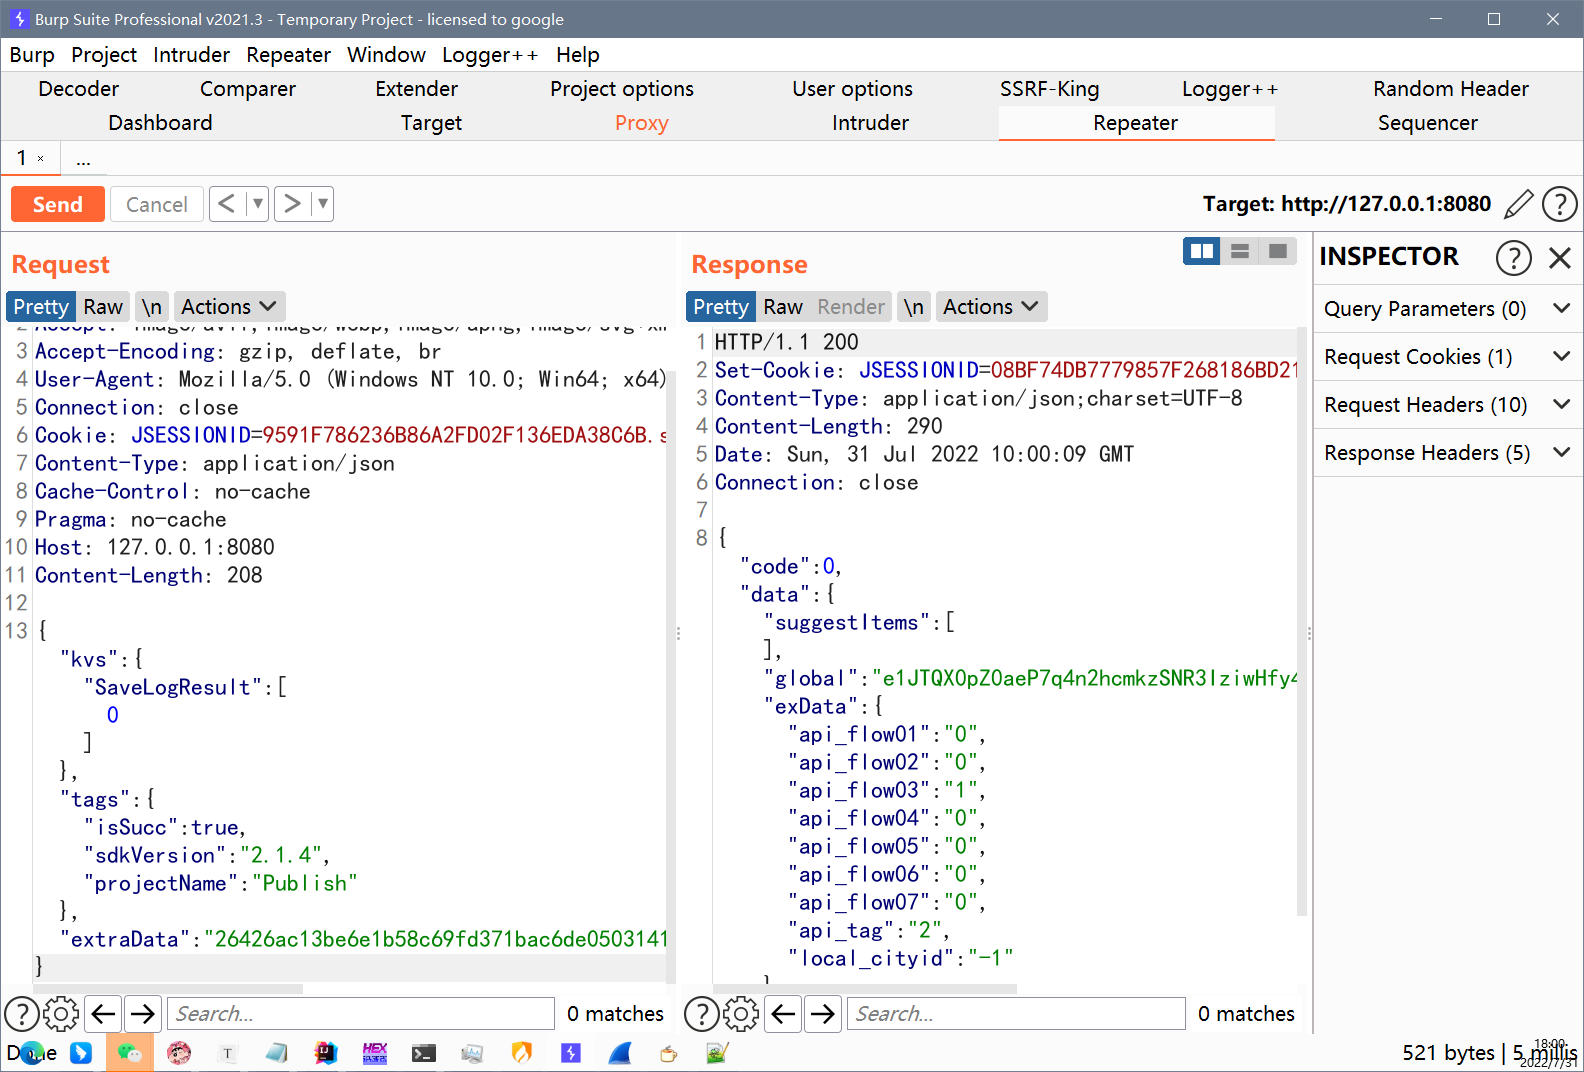 Burp Suite Professional v2021.3 - Temporary Project - licensed to google
Burp Project Intruder Repeater Window Logger++ Help
Decoder Comparer Extender Project options User options SSRF-King Logger++ Random Header
Dashboard Target Proxy Intruder Repeater Sequencer
1 × ...
Send Cancel < ▼ > ▼ Target: http://127.0.0.1:8080 ?
Request
Pretty Raw \n Actions
3 Accept-Encoding: gzip, deflate, br
4 User-Agent: Mozilla/5.0 (Windows NT 10.0; Win64; x64)
5 Connection: close
6 Cookie: JSESSIONID=9591F786236B86A2FD02F136EDA38C6B.s
7 Content-Type: application/json
8 Cache-Control: no-cache
9 Pragma: no-cache
10 Host: 127.0.0.1:8080
11 Content-Length: 208
12
13 {
"kvs":{
"SaveLogResult":[
0
]
},
"tags":{
"isSucc":true,
"sdkVersion":"2.1.4",
"projectName":"Publish"
},
"extraData":"26426ac13be6e1b58c69fd371bac6de0503141
}
? Search... 0 matches
Response
Pretty Raw Render \n Actions
1 HTTP/1.1 200
2 Set-Cookie: JSESSIONID=08BF74DB7779857F268186BD21
3 Content-Type: application/json;charset=UTF-8
4 Content-Length: 290
5 Date: Sun, 31 Jul 2022 10:00:09 GMT
6 Connection: close
7
8 {
"code":0,
"data":{
"suggestItems":[
],
"global":"e1JTQX0pZ0aeP7q4n2hcmkzSNR3IziwHfy4
"exData":{
"api_flow01":"0",
"api_flow02":"0",
"api_flow03":"1",
"api_flow04":"0",
"api_flow05":"0",
"api_flow06":"0",
"api_flow07":"0",
"api_tag":"2",
"local_cityid":"-1"
? Search... 0 matches
INSPECTOR ?
Query Parameters (0)
Request Cookies (1)
Request Headers (10)
Response Headers (5)
T HEX
521 bytes | 5 millis
18:00
2022/7/31